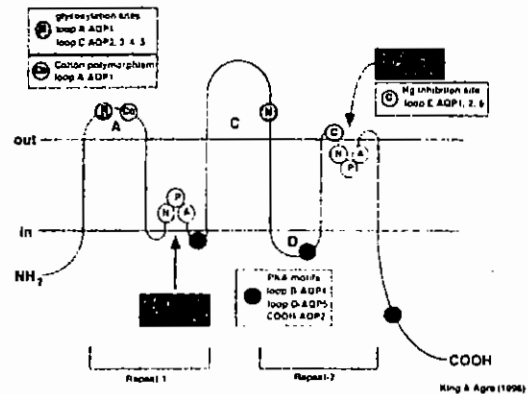 N glycosylation sites
loop A AQP1
loop C AQP2, 3, 4, 5
Co Colton polymorphism
loop A AQP1
Hg inhibition site
C loop E AQP1, 2, 6
N Co
A
C
N
out
C
N A
P
P
N A
in
D
NH2
PKA motifs
loop B AQP4
loop D AQP5
COOH AQP2
COOH
Repeat-1
Repeat-2
King & Agre (1996)